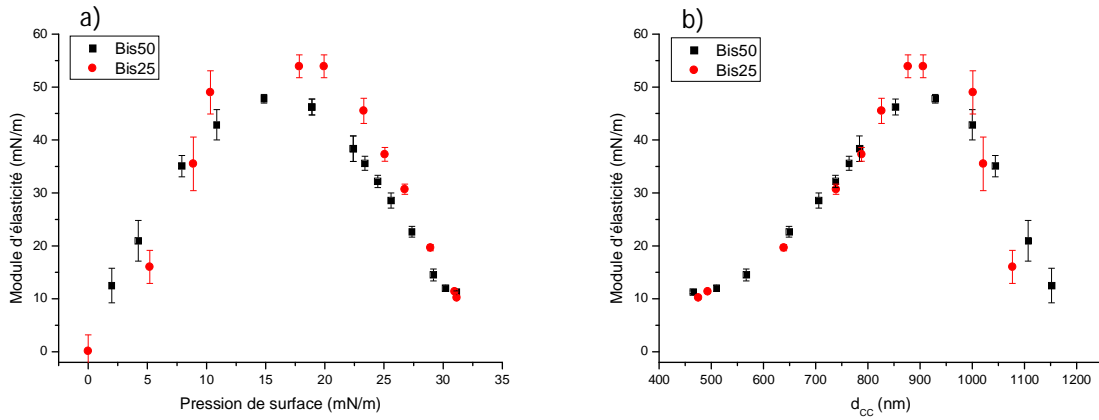 a)
Bis50
Bis25
Module d'élasticité (mN/m)
60
50
40
30
20
10
0
0 5 10 15 20 25 30 35
Pression de surface (mN/m)
b)
Bis50
Bis25
Module d'élasticité (mN/m)
60
50
40
30
20
10
0
400 500 600 700 800 900 1000 1100 1200
dCC (nm)